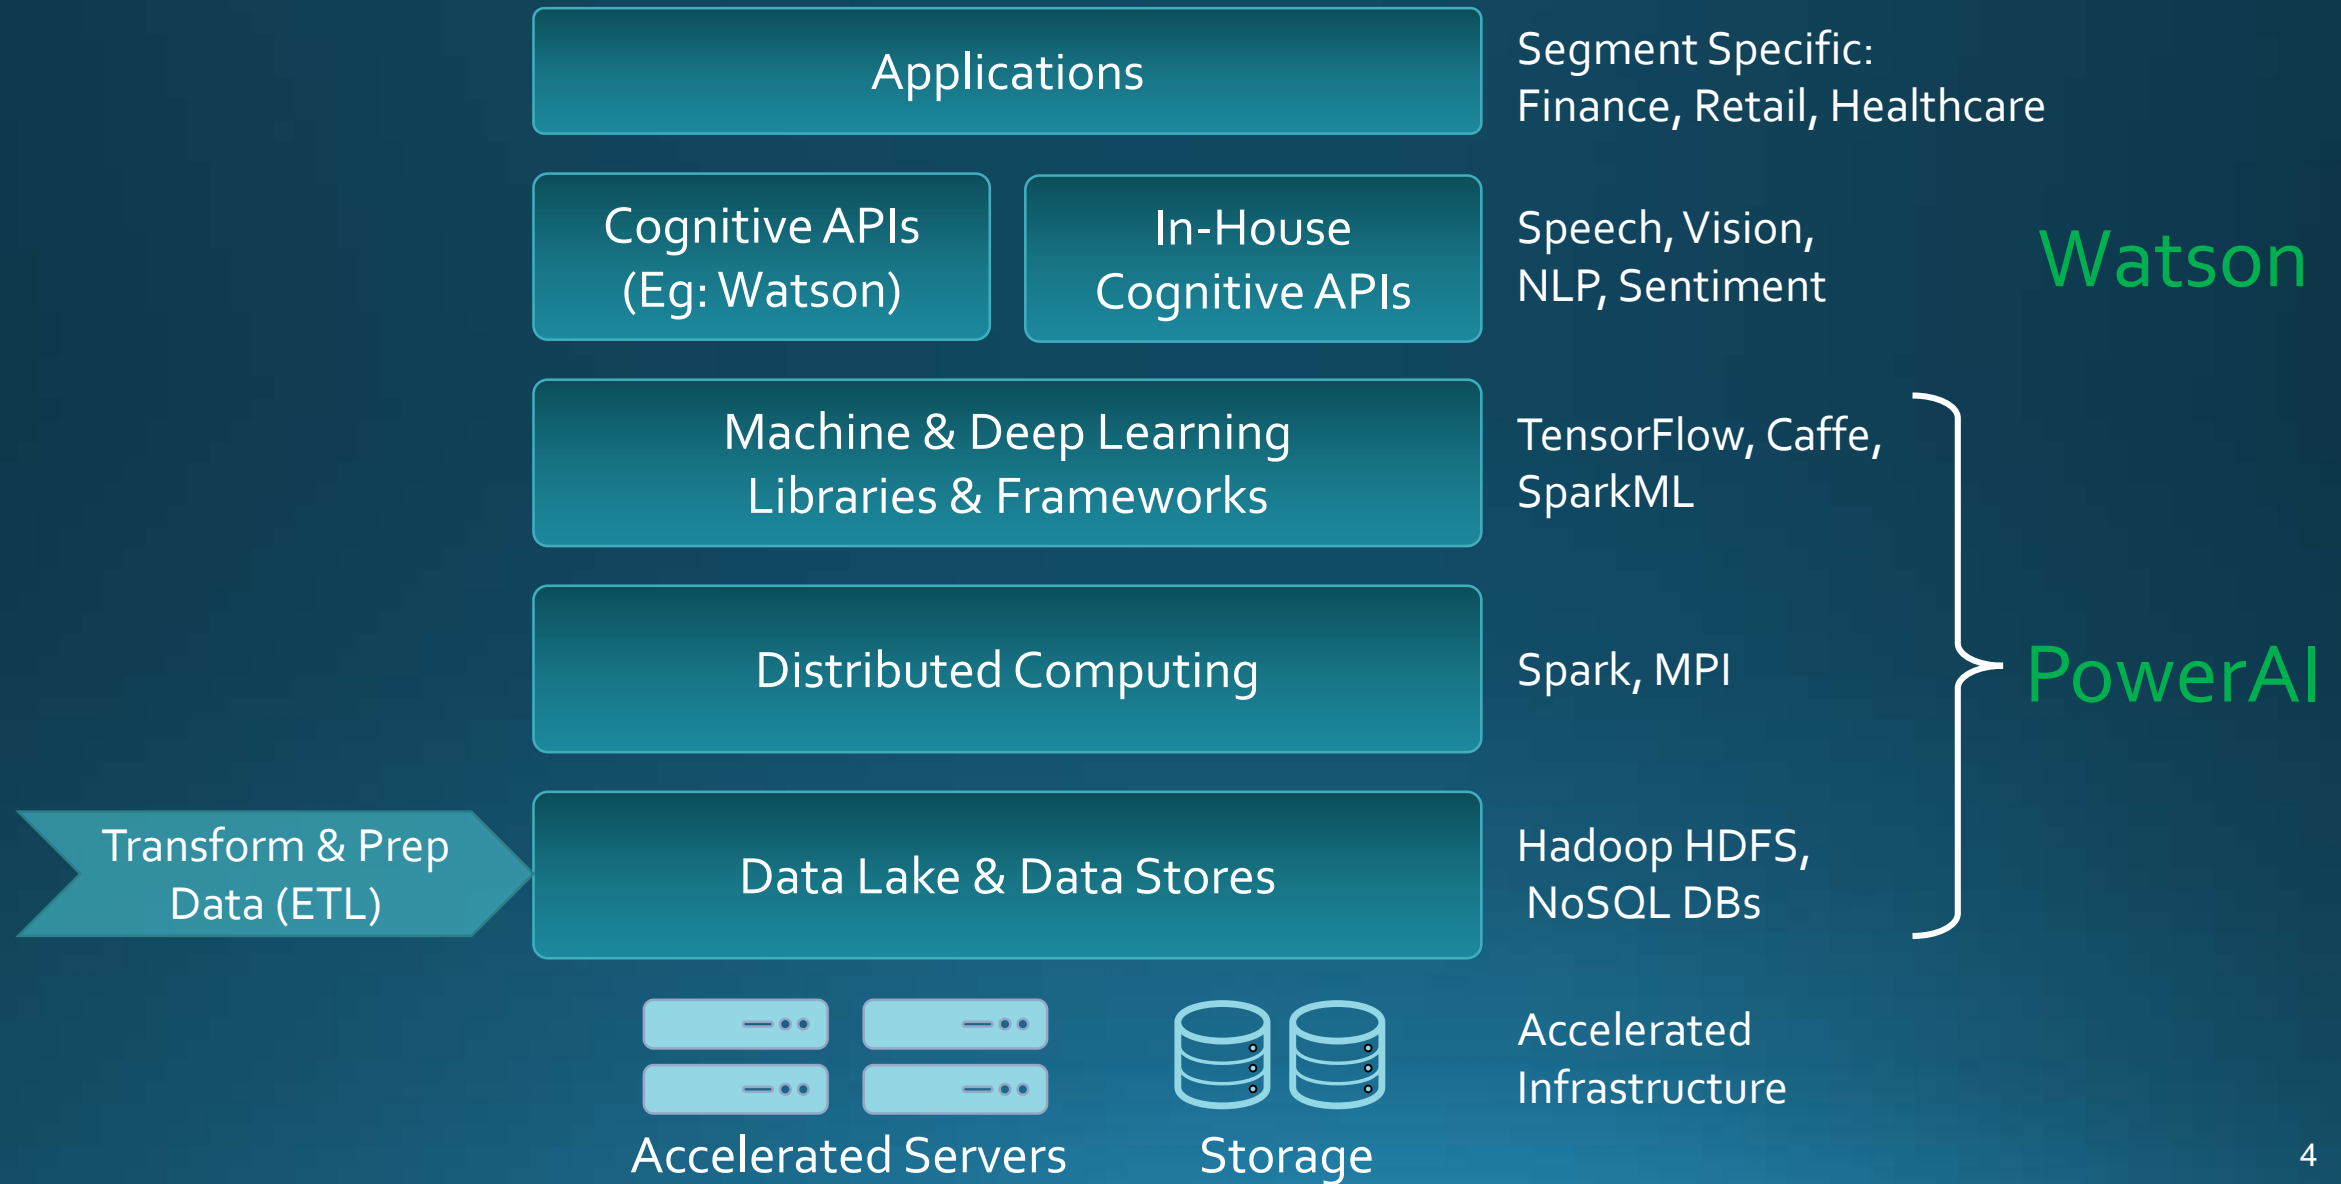 Applications
Segment Specific:
Finance, Retail, Healthcare
Cognitive APIs
(Eg: Watson)
In-House
Cognitive APIs
Speech, Vision,
NLP, Sentiment
Watson
Machine & Deep Learning
Libraries & Frameworks
TensorFlow, Caffe,
SparkML
Distributed Computing
Spark, MPI
PowerAI
Transform & Prep
Data (ETL)
Data Lake & Data Stores
Hadoop HDFS,
NoSQL DBs
Accelerated Servers
Storage
Accelerated
Infrastructure
4